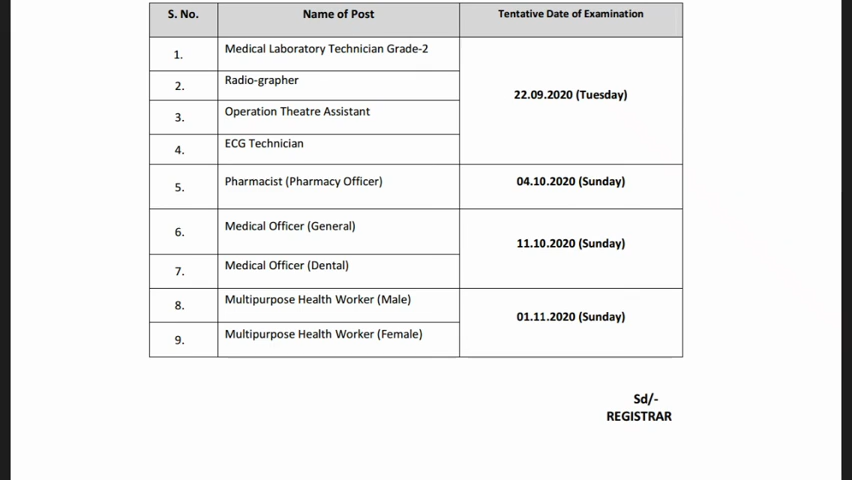 S. No. Name of Post Tentative Date of Examination
1. Medical Laboratory Technician Grade-2
2. Radio-grapher
22.09.2020 (Tuesday)
3. Operation Theatre Assistant
4. ECG Technician
5. Pharmacist (Pharmacy Officer) 04.10.2020 (Sunday)
6. Medical Officer (General)
11.10.2020 (Sunday)
7. Medical Officer (Dental)
8. Multipurpose Health Worker (Male)
01.11.2020 (Sunday)
9. Multipurpose Health Worker (Female)
Sd/-
REGISTRAR